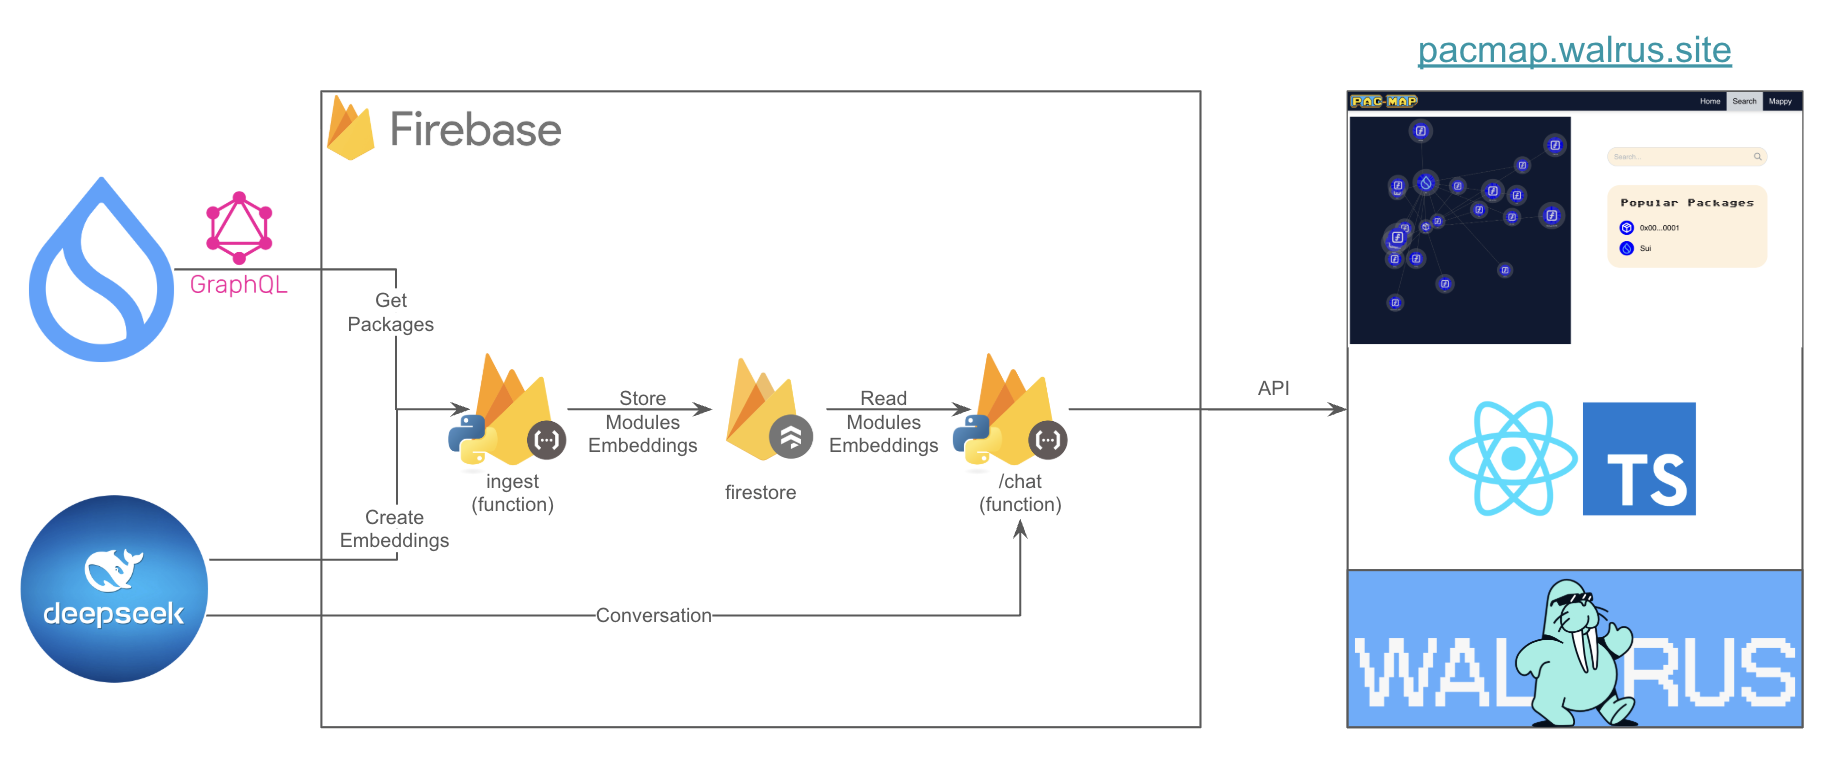 pacmap.walrus.site
Firebase
GraphQL
Get
Packages
deepseek
Create
Embeddings
ingest
(function)
Store
Modules
Embeddings
firestore
Read
Modules
Embeddings
/chat
(function)
Conversation
API
PAC-MAP
Home
Search
Mappy
Search...
Popular Packages
0x00...0001
Sui
TS
WALRUS